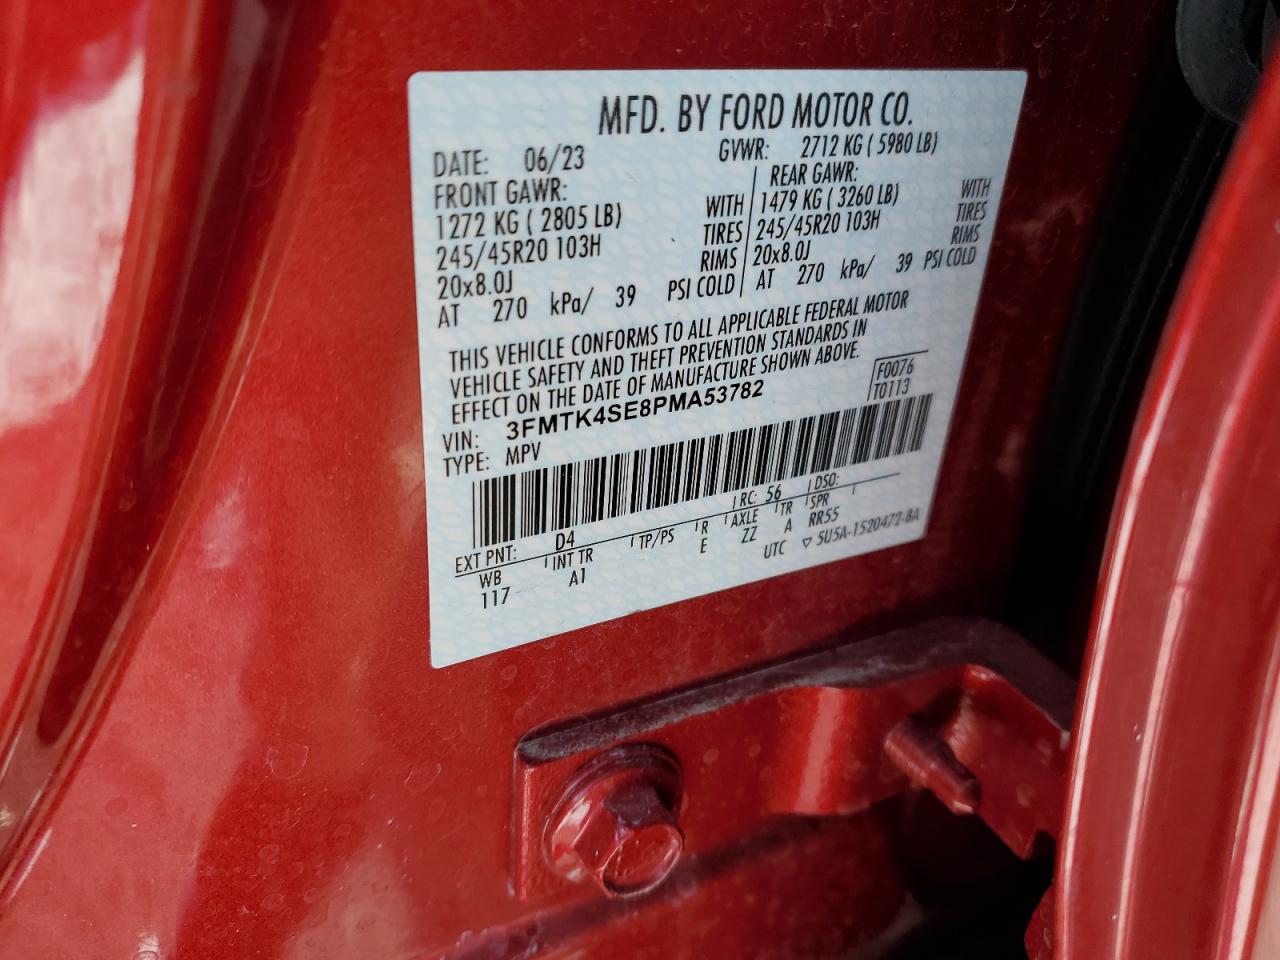 MFD. BY FORD MOTOR CO.
DATE: 06/23 GVWR: 2712 KG ( 5980 LB)
FRONT GAWR: REAR GAWR:
1272 KG ( 2805 LB) WITH 1479 KG ( 3260 LB) WITH
245/45R20 103H TIRES 245/45R20 103H TIRES
20x8.0J RIMS 20x8.0J RIMS
AT 270 kPa/ 39 PSI COLD AT 270 kPa/ 39 PSI COLD
THIS VEHICLE CONFORMS TO ALL APPLICABLE FEDERAL MOTOR
VEHICLE SAFETY AND THEFT PREVENTION STANDARDS IN
EFFECT ON THE DATE OF MANUFACTURE SHOWN ABOVE.
F0076
T0113
VIN: 3FMTK4SE8PMA53782
TYPE: MPV
EXT PNT: D4 RC: 56 DSO:
WB INT TR TP/PS R AXLE TR SPR
117 A1 E ZZ A RR55
UTC ▽ 5U5A-1520472-BA